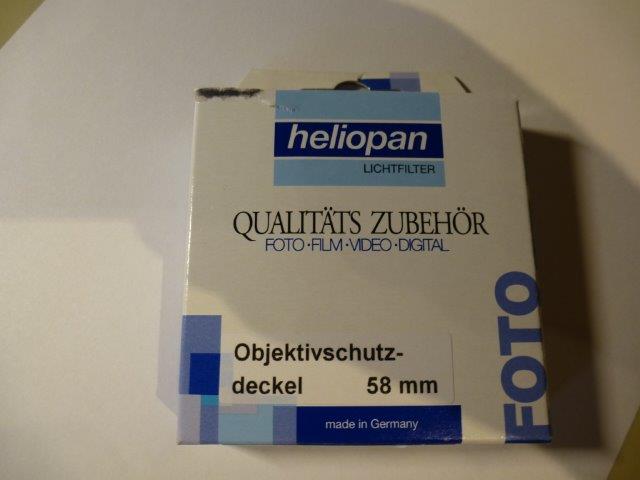 heliopan
LICHTFILTER
QUALITÄTS ZUBEHÖR
FOTO·FILM·VIDEO·DIGITAL
Objektivschutz-
deckel 58 mm
made in Germany
FOTO